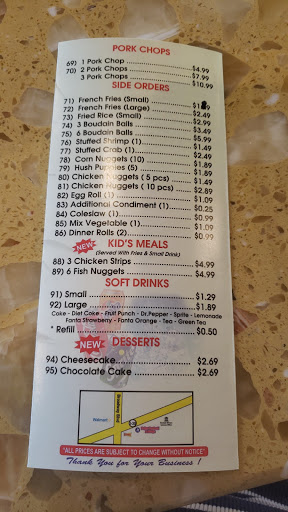 PORK CHOPS
69) 1 Pork Chop $4.99
70) 2 Pork Chops $7.99
3 Pork Chops $10.99
SIDE ORDERS
71) French Fries (Small)
72) French Fries (Large) $2.49
73) Fried Rice (Small) $2.99
74) 3 Boudain Balls $3.49
75) 6 Boudain Balls $5.99
76) Stuffed Shrimp (1) $1.49
77) Stuffed Crab (1) $2.49
78) Corn Nuggets (10) $1.89
79) Hush Puppies (5) $1.49
80) Chicken Nuggets (5 pcs) $1.89
81) Chicken Nuggets (10 pcs) $2.89
82) Egg Roll (1) $1.09
83) Additional Condiment (1) $0.25
84) Coleslaw (1) $0.99
85) Mix Vegetable (1)
86) Dinner Rolls (2) $0.99
NEW KID'S MEALS
(Served With Fries & Small Drink)
88) 3 Chicken Strips $4.99
89) 6 Fish Nuggets $4.99
SOFT DRINKS
91) Small $1.29
92) Large $1.89
Coke - Diet Coke - Fruit Punch - Dr.Pepper - Sprite - Lemonade
Fanta Strawberry - Fanta Orange - Tea - Green Tea
* Refill $0.50
NEW DESSERTS
94) Cheesecake $2.69
95) Chocolate Cake $2.69
Walmart
"ALL PRICES ARE SUBJECT TO CHANGE WITHOUT NOTICE"
Thank You for Your Business !